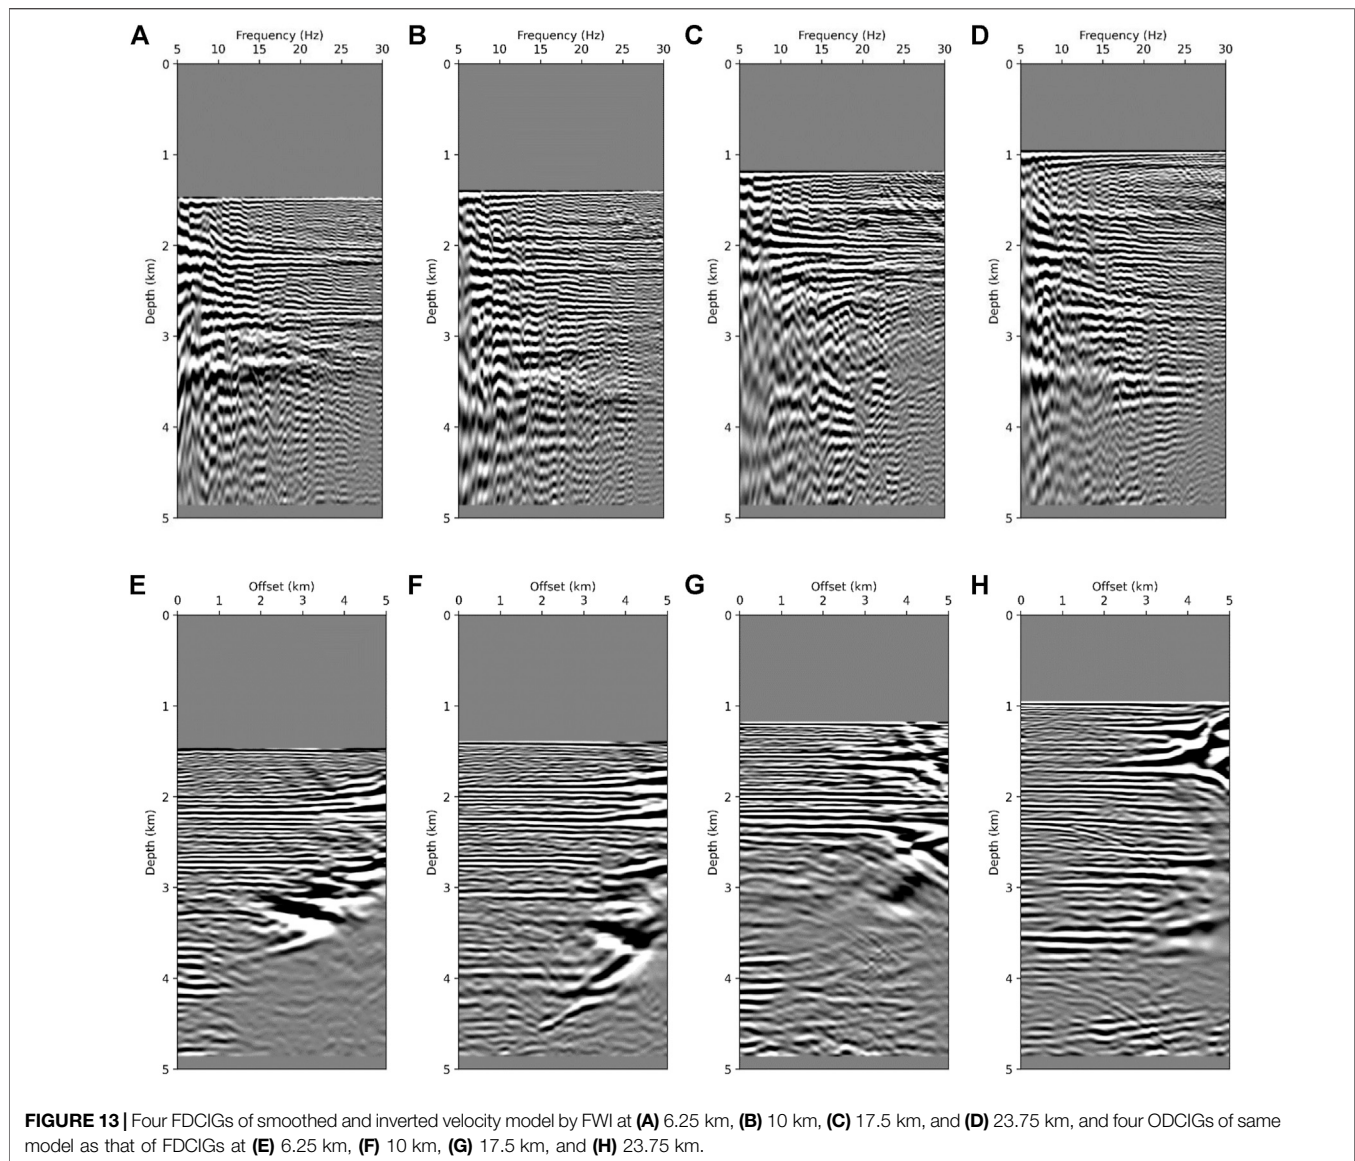 A
Frequency (Hz)
5 10 15 20 25 30
0
1
2
3
4
5
Depth (km)
B
Frequency (Hz)
5 10 15 20 25 30
0
1
2
3
4
5
Depth (km)
C
Frequency (Hz)
5 10 15 20 25 30
0
1
2
3
4
5
Depth (km)
D
Frequency (Hz)
5 10 15 20 25 30
0
1
2
3
4
5
Depth (km)
E
Offset (km)
0 1 2 3 4 5
0
1
2
3
4
5
Depth (km)
F
Offset (km)
0 1 2 3 4 5
0
1
2
3
4
5
Depth (km)
G
Offset (km)
0 1 2 3 4 5
0
1
2
3
4
5
Depth (km)
H
Offset (km)
0 1 2 3 4 5
0
1
2
3
4
5
Depth (km)
FIGURE 13 | Four FDCIGs of smoothed and inverted velocity model by FWI at (A) 6.25 km, (B) 10 km, (C) 17.5 km, and (D) 23.75 km, and four ODCIGs of same
model as that of FDCIGs at (E) 6.25 km, (F) 10 km, (G) 17.5 km, and (H) 23.75 km.